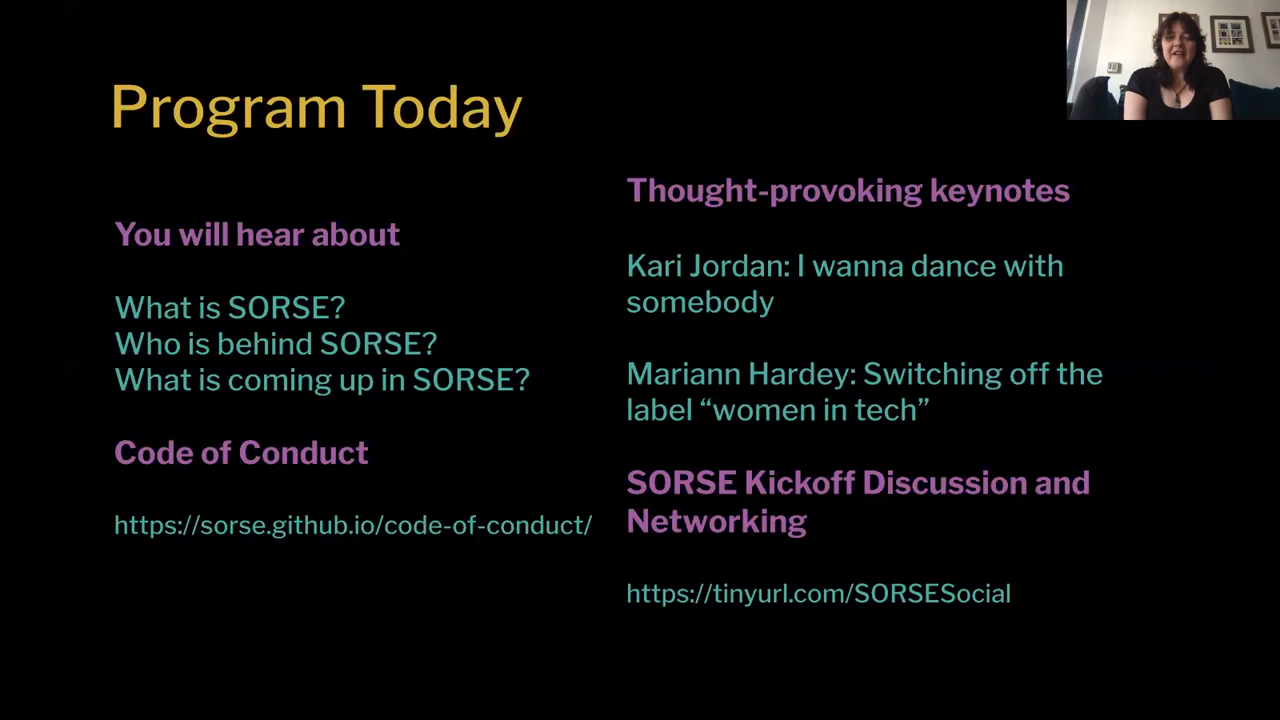 Program Today
You will hear about
What is SORSE?
Who is behind SORSE?
What is coming up in SORSE?
Code of Conduct
https://sorse.github.io/code-of-conduct/
Thought-provoking keynotes
Kari Jordan: I wanna dance with
somebody
Mariann Hardey: Switching off the
label “women in tech”
SORSE Kickoff Discussion and
Networking
https://tinyurl.com/SORSESocial